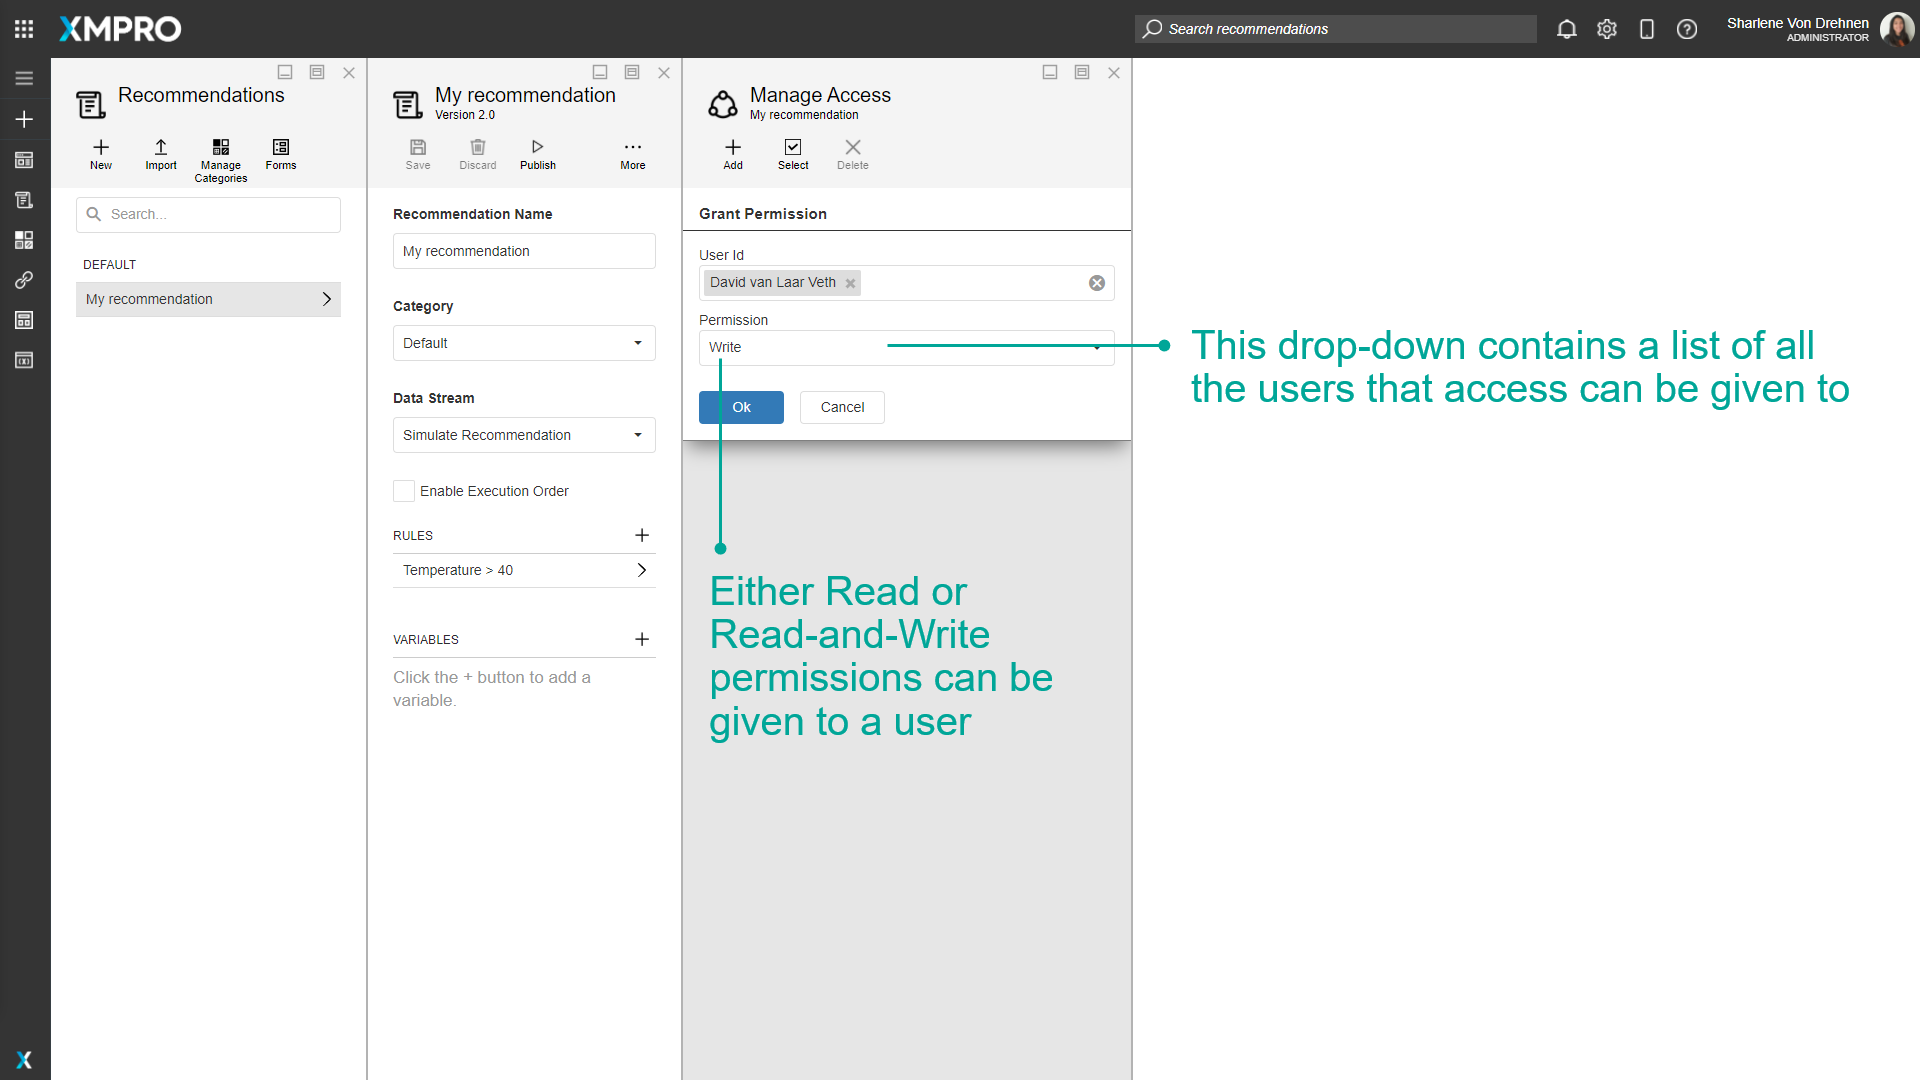 XMPRO
Search recommendations
Sharlene Von Drehnen
ADMINISTRATOR
Recommendations
New
Import
Manage
Categories
Forms
Search...
DEFAULT
My recommendation
My recommendation
Version 2.0
Save
Discard
Publish
More
Recommendation Name
My recommendation
Category
Default
Data Stream
Simulate Recommendation
Enable Execution Order
RULES
Temperature > 40
VARIABLES
Click the + button to add a
variable.
Manage Access
My recommendation
Add
Select
Delete
Grant Permission
User Id
David van Laar Veth
Permission
Write
Ok
Cancel
Either Read or
Read-and-Write
permissions can be
given to a user
This drop-down contains a list of all
the users that access can be given to